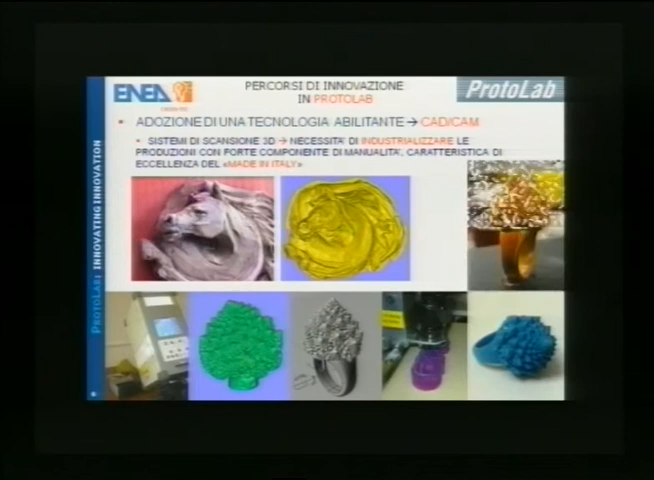 ENEA
PERCORSI DI INNOVAZIONE
IN PROTOLAB
ProtoLab
• ADOZIONE DI UNA TECNOLOGIA ABILITANTE → CAD/CAM
• SISTEMI DI SCANSIONE 3D → NECESSITA' DI INDUSTRIALIZZARE LE
PRODUZIONI CON FORTE COMPONENTE DI MANUALITA', CARATTERISTICA DI
ECCELLENZA DEL «MADE IN ITALY»
PROTOLAB: INNOVATING INNOVATION